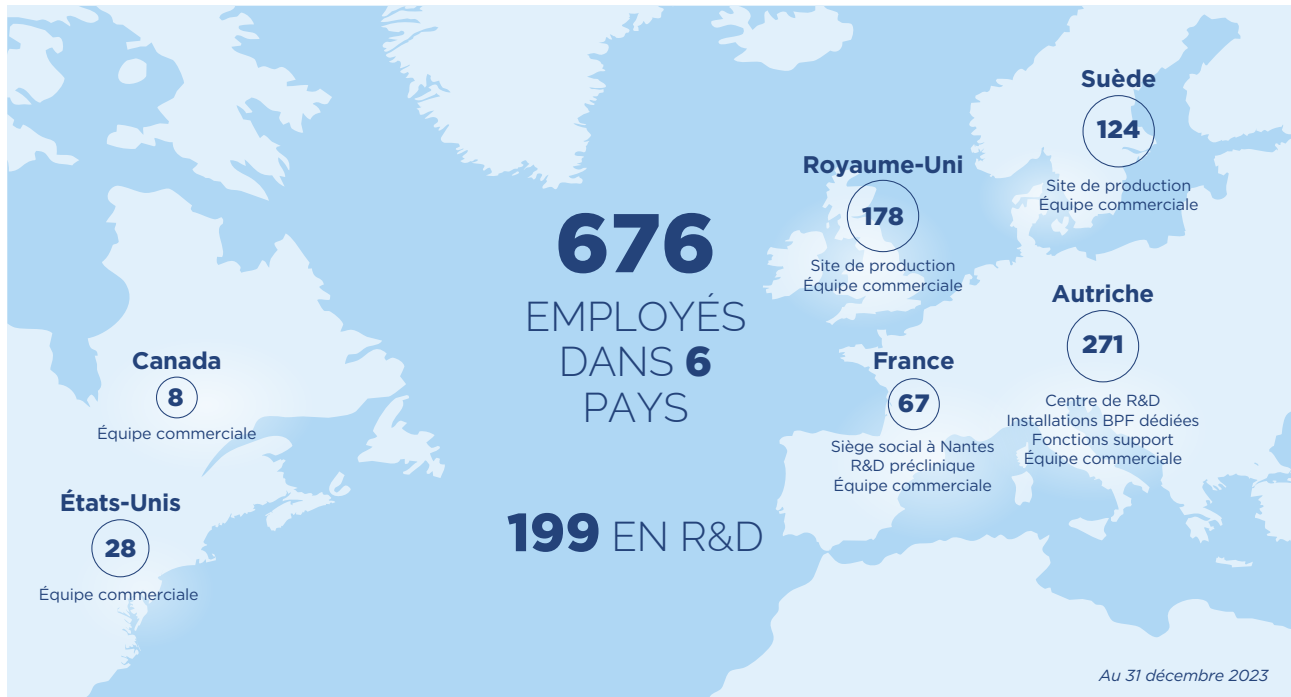 Suède
124
Site de production
Équipe commerciale
Royaume-Uni
178
Site de production
Équipe commerciale
676
EMPLOYÉS
DANS 6
PAYS
Autriche
271
Centre de R&D
Installations BPF dédiées
Fonctions support
Équipe commerciale
Canada
8
Équipe commerciale
France
67
Siège social à Nantes
R&D préclinique
Équipe commerciale
États-Unis
28
Équipe commerciale
199 EN R&D
Au 31 décembre 2023